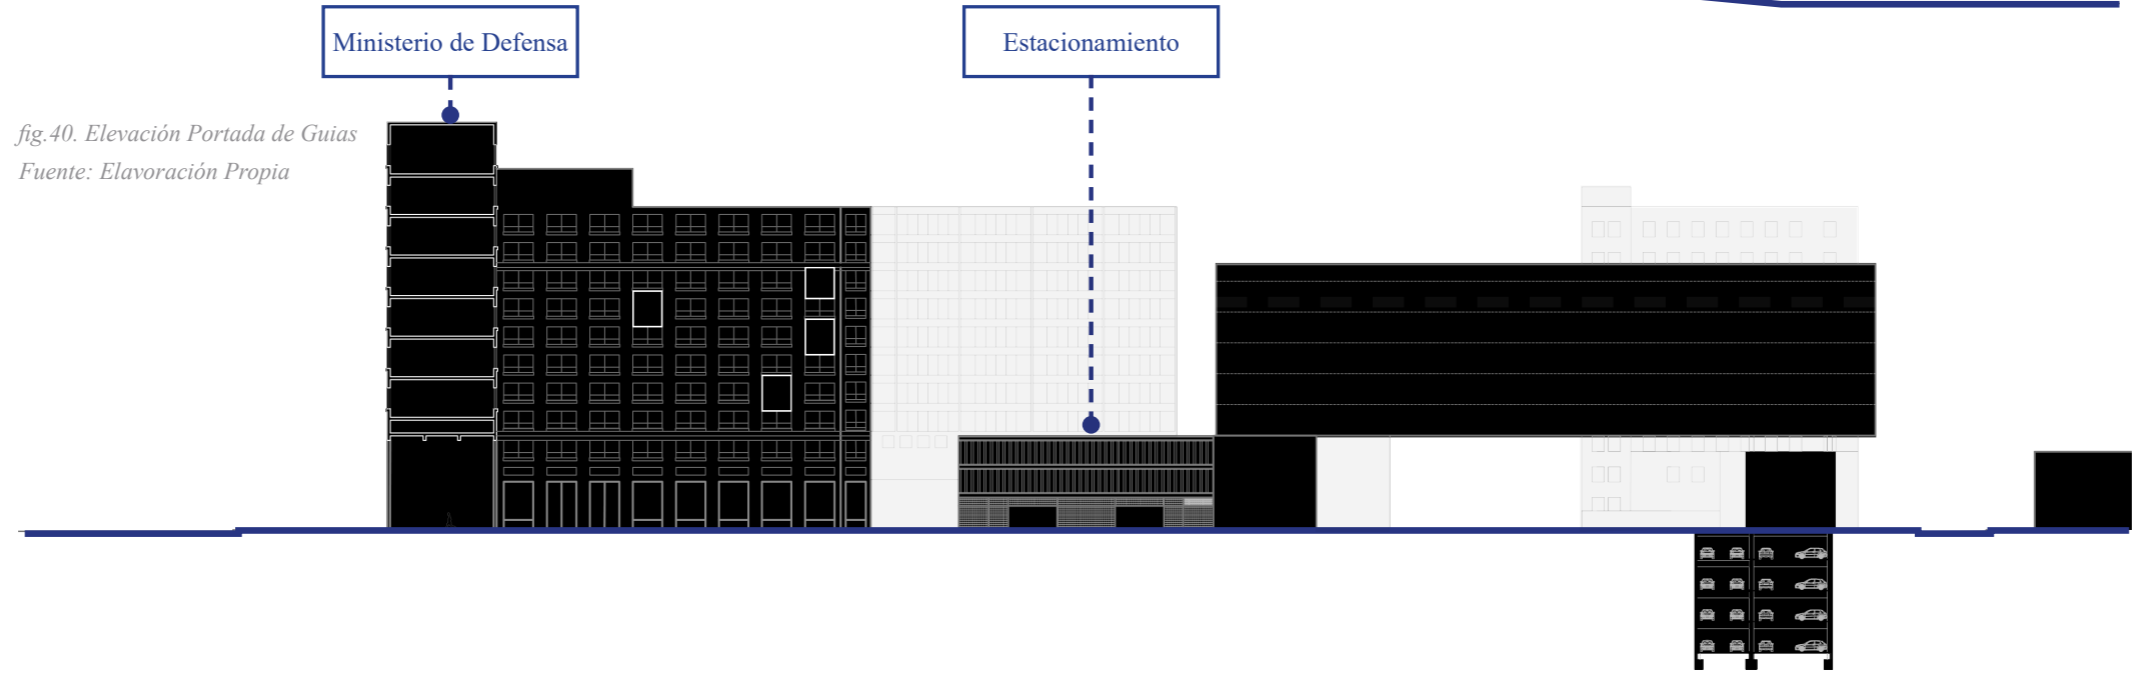 Ministerio de Defensa
Estacionamiento
fig.40. Elevación Portada de Guias
Fuente: Elavoración Propia